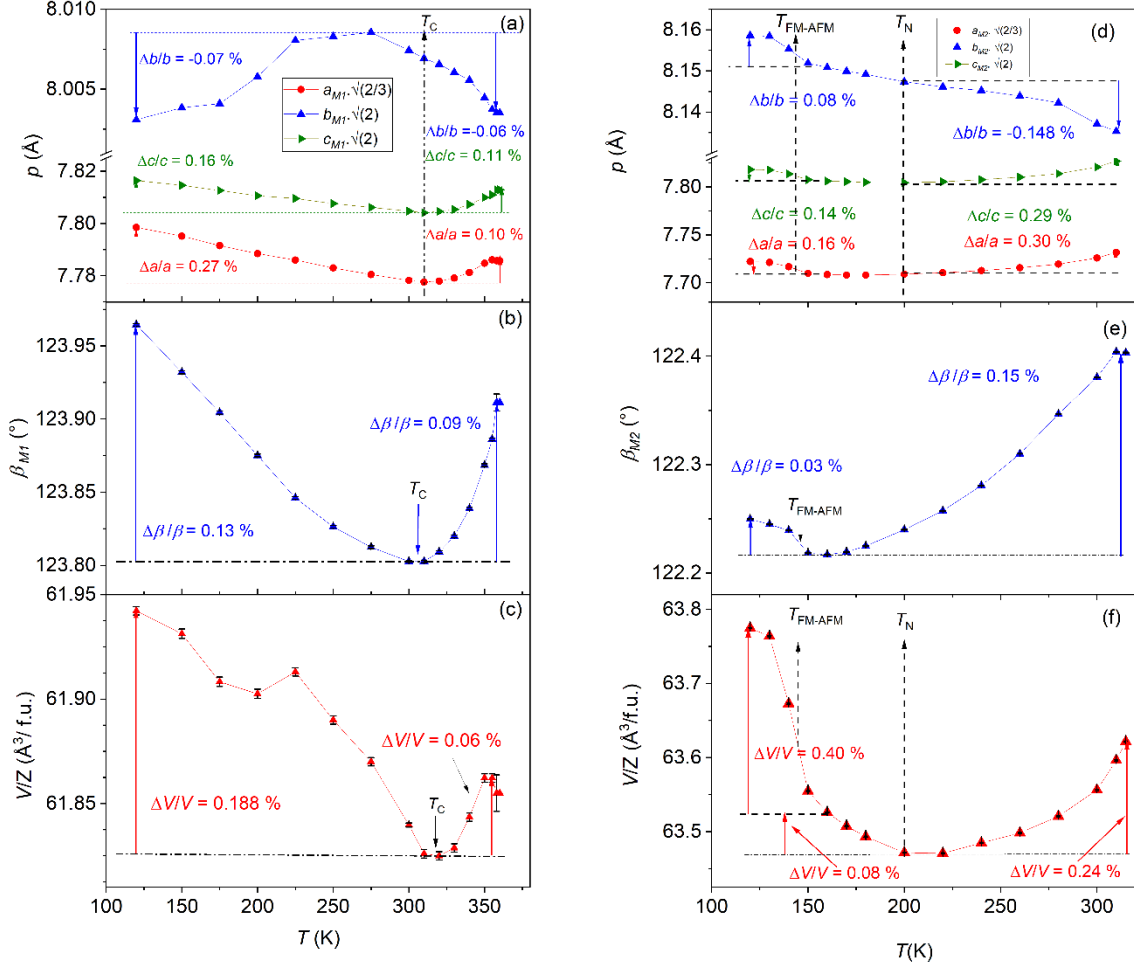 (a)
T_C
Δb/b = -0.07 %
a_M1.√(2/3)
b_M1.√(2)
c_M1.√(2)
Δb/b = -0.06 %
Δc/c = 0.16 %
Δc/c = 0.11 %
Δa/a = 0.27 %
Δa/a = 0.10 %
p (Å)
8.010
8.005
7.82
7.80
7.78
(b)
Δβ/β = 0.09 %
T_C
Δβ/β = 0.13 %
β_M1 (°)
123.95
123.90
123.85
123.80
(c)
ΔV/V = 0.06 %
T_C
ΔV/V = 0.188 %
V/Z (Å³/f.u.)
61.95
61.90
61.85
100 150 200 250 300 350
T (K)
(d)
T_FM-AFM
T_N
a_M2. √(2/3)
b_M2. √(2)
c_M2. √(2)
Δb/b = 0.08 %
Δb/b = -0.148 %
Δc/c = 0.14 %
Δc/c = 0.29 %
Δa/a = 0.16 %
Δa/a = 0.30 %
p (Å)
8.16
8.15
8.14
7.80
7.75
7.70
(e)
Δβ/β = 0.15 %
Δβ/β = 0.03 %
T_FM-AFM
β_M2 (°)
122.4
122.3
122.2
(f)
T_FM-AFM
T_N
ΔV/V = 0.40 %
ΔV/V = 0.08 %
ΔV/V = 0.24 %
V/Z (Å³/f.u.)
63.8
63.7
63.6
63.5
100 150 200 250 300
T(K)